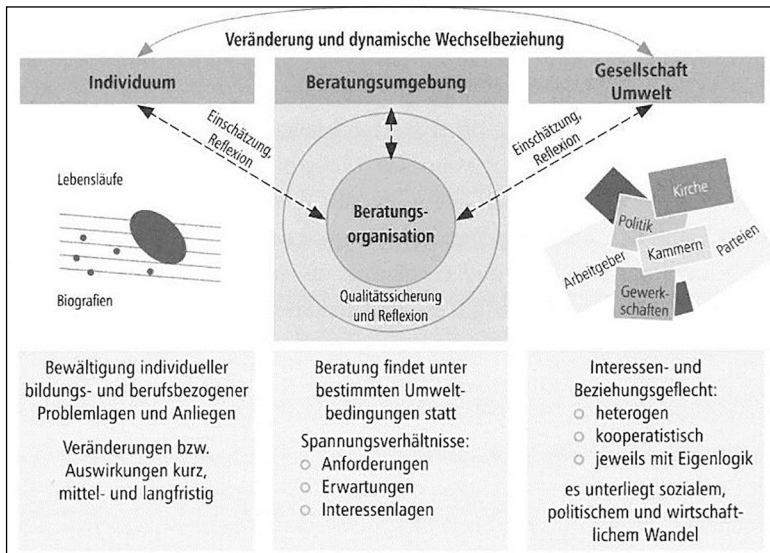 Veränderung und dynamische Wechselbeziehung
Individuum
Beratungsumgebung
Gesellschaft
Umwelt
Einschätzung,
Reflexion
Einschätzung,
Reflexion
Lebensläufe
Biografien
Beratungs-
organisation
Qualitätssicherung
und Reflexion
Kirche
Politik
Kammern
Parteien
Arbeitgeber
Gewerk-
schaften
Bewältigung individueller
bildungs- und berufsbezogener
Problemlagen und Anliegen
Veränderungen bzw.
Auswirkungen kurz,
mittel- und langfristig
Beratung findet unter
bestimmten Umwelt-
bedingungen statt
Spannungsverhältnisse:
Anforderungen
Erwartungen
Interessenlagen
Interessen- und
Beziehungsgeflecht:
heterogen
kooperatistisch
jeweils mit Eigenlogik
es unterliegt sozialem,
politischem und wirtschaft-
lichem Wandel